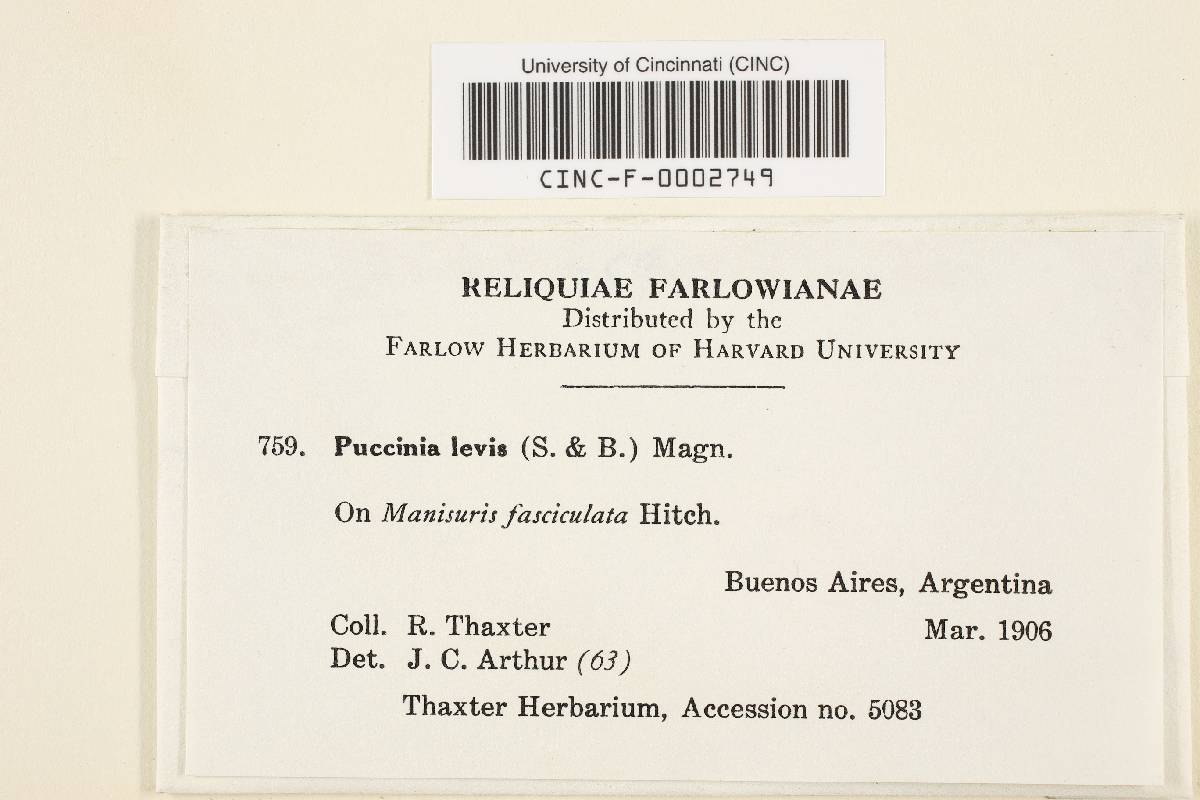 University of Cincinnati (CINC)
CINC-F-0002749
RELIQUIAE FARLOWIANAE
Distributed by the
FARLOW HERBARIUM OF HARVARD UNIVERSITY
759. Puccinia levis (S. & B.) Magn.
On Manisuris fasciculata Hitch.
Buenos Aires, Argentina
Coll. R. Thaxter Mar. 1906
Det. J. C. Arthur (63)
Thaxter Herbarium, Accession no. 5083